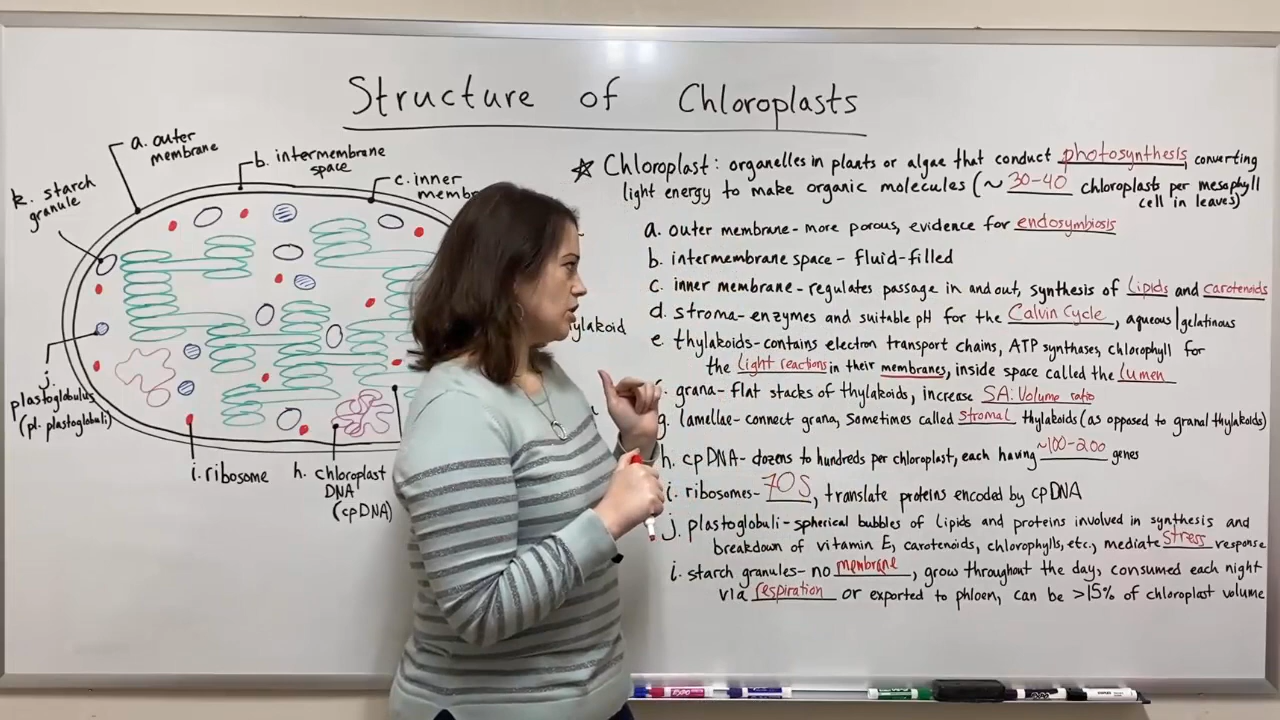 Structure of Chloroplasts
a. outer
membrane
b. intermembrane
space
c. inner
k. starch
granule
j.
plastoglobulus
(pl. plastoglobuli)
i. ribosome
h. chloroplast
DNA
(cpDNA)
☆ Chloroplast: organelles in plants or algae that conduct photosynthesis, converting
light energy to make organic molecules (~30-40 chloroplasts per mesophyll
cell in leaves)
a. outer membrane- more porous, evidence for endosymbiosis
b. intermembrane space - fluid-filled
c. inner membrane - regulates passage in and out, synthesis of Lipids and carotenoids
d. stroma- enzymes and suitable pH for the Calvin Cycle, aqueous/gelatinous
e thylakoids- contains electron transport chains, ATP synthases, chlorophyll for
the light reactions in their membranes, inside space called the lumen
grana- flat stacks of thylakoids, increase SA: Volume ratio
g. lamellae- connect grana, Sometimes called stromal thylakoids (as opposed to granal thylakoids)
h. cpDNA- dozens to hundreds per chloroplast, each having ~100-200 genes
i. ribosomes- 70S, translate proteins encoded by cpDNA
j. plastoglobuli- spherical bubbles of lipids and proteins involved in synthesis and
breakdown of vitamin E, carotenoids, chlorophylls, etc., mediate stress response
i. starch granules- no membrane, grow throughout the day, consumed each night
via respiration or exported to phloem, can be >15% of chloroplast volume
EXPO